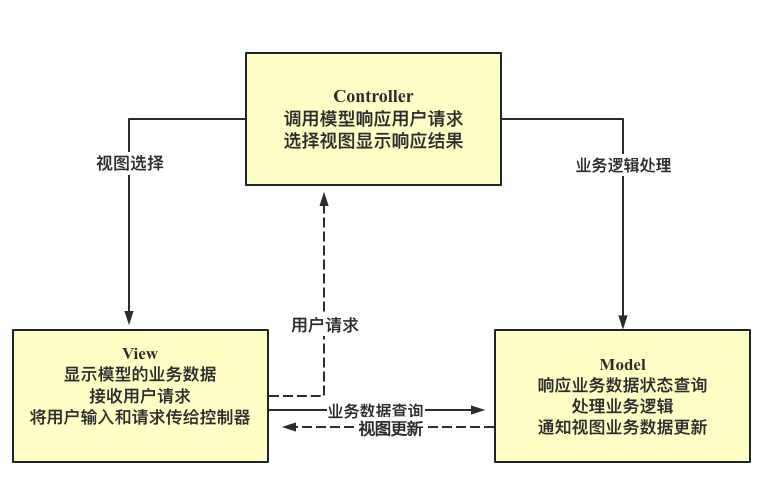 Controller
调用模型响应用户请求
选择视图显示响应结果
视图选择
业务逻辑处理
用户请求
View
显示模型的业务数据
接收用户请求
将用户输入和请求传给控制器
业务数据查询
视图更新
Model
响应业务数据状态查询
处理业务逻辑
通知视图业务数据更新